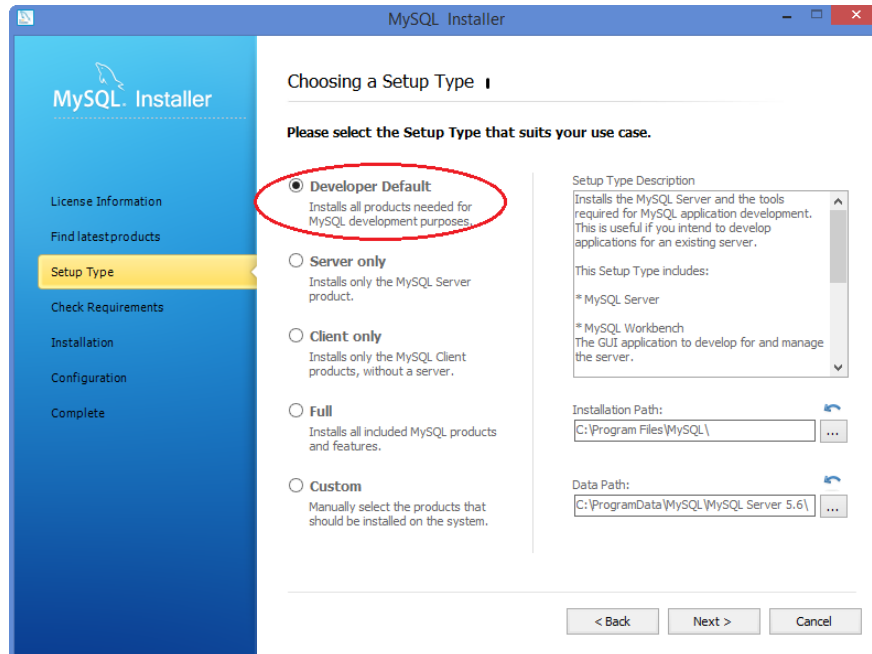 MySQL Installer
MySQL. Installer
License Information
Find latest products
Setup Type
Check Requirements
Installation
Configuration
Complete
Choosing a Setup Type
Please select the Setup Type that suits your use case.
Developer Default
Installs all products needed for
MySQL development purposes.
Server only
Installs only the MySQL Server
product.
Client only
Installs only the MySQL Client
products, without a server.
Full
Installs all included MySQL products
and features.
Custom
Manually select the products that
should be installed on the system.
Setup Type Description
Installs the MySQL Server and the tools
required for MySQL application development.
This is useful if you intend to develop
applications for an existing server.
This Setup Type includes:
* MySQL Server
* MySQL Workbench
The GUI application to develop for and manage
the server.
Installation Path:
C:\Program Files\MySQL\
...
Data Path:
C:\ProgramData\MySQL\MySQL Server 5.6\
...
< Back
Next >
Cancel